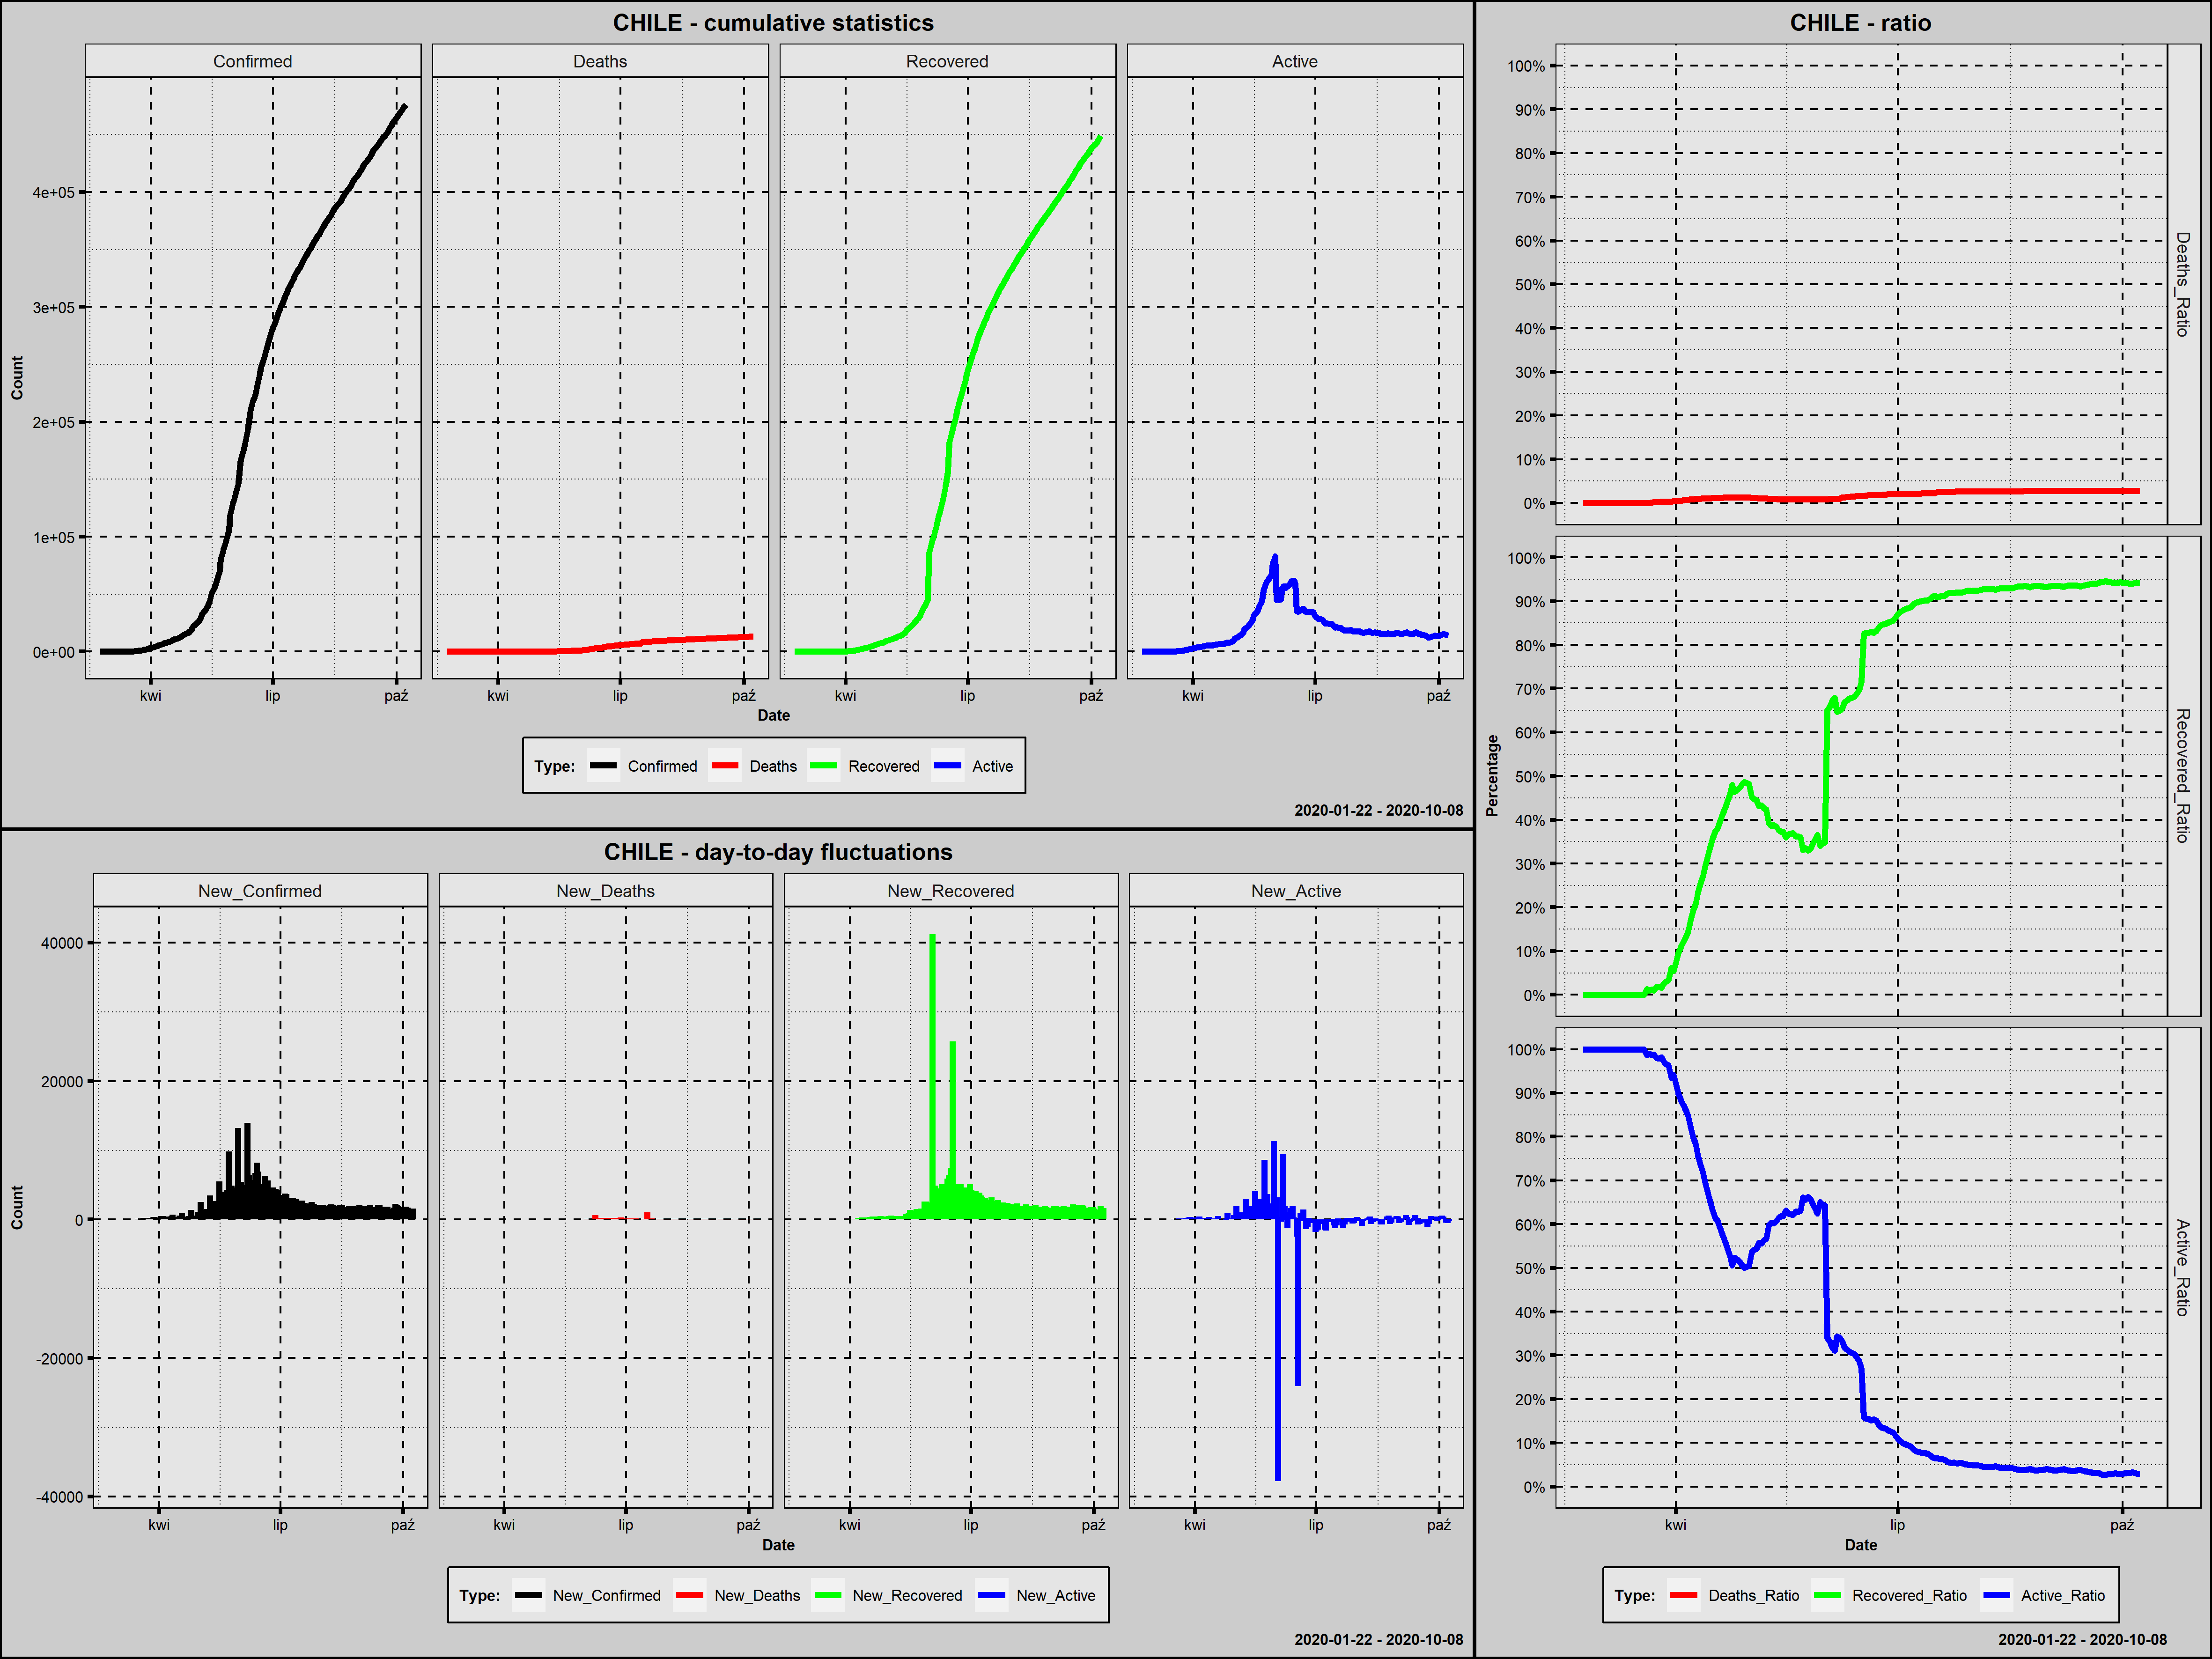 CHILE - cumulative statistics
Confirmed Deaths Recovered Active
Count
4e+05
3e+05
2e+05
1e+05
0e+00
kwi lip paź kwi lip paź kwi lip paź kwi lip paź
Date
Type: Confirmed Deaths Recovered Active
2020-01-22 - 2020-10-08
CHILE - day-to-day fluctuations
New_Confirmed New_Deaths New_Recovered New_Active
Count
40000
20000
0
-20000
-40000
kwi lip paź kwi lip paź kwi lip paź kwi lip paź
Date
Type: New_Confirmed New_Deaths New_Recovered New_Active
2020-01-22 - 2020-10-08
CHILE - ratio
Percentage
100%
90%
80%
70%
60%
50%
40%
30%
20%
10%
0%
Deaths_Ratio
100%
90%
80%
70%
60%
50%
40%
30%
20%
10%
0%
Recovered_Ratio
100%
90%
80%
70%
60%
50%
40%
30%
20%
10%
0%
Active_Ratio
kwi lip paź
Date
Type: Deaths_Ratio Recovered_Ratio Active_Ratio
2020-01-22 - 2020-10-08